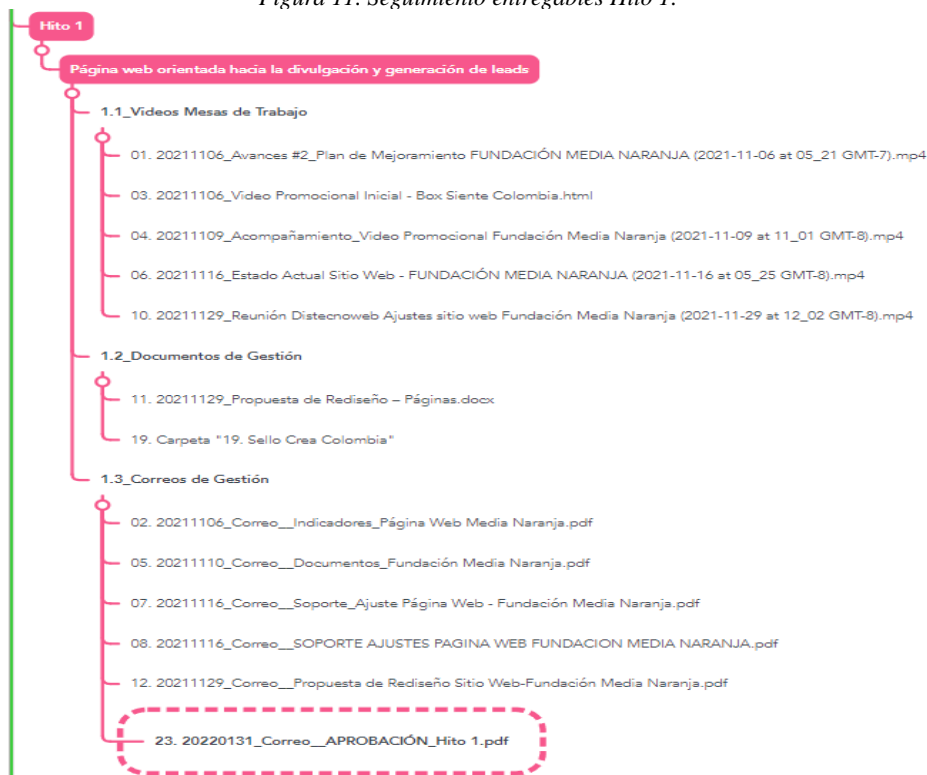 Figura 11. Seguimiento entregables Hito 1.
Hito 1
Página web orientada hacia la divulgación y generación de leads
1.1_Videos Mesas de Trabajo
01. 20211106_Avances #2_Plan de Mejoramiento FUNDACIÓN MEDIA NARANJA (2021-11-06 at 05_21 GMT-7).mp4
03. 20211106_Video Promocional Inicial - Box Siente Colombia.html
04. 20211109_Acompañamiento_Video Promocional Fundación Media Naranja (2021-11-09 at 11_01 GMT-8).mp4
06. 20211116_Estado Actual Sitio Web - FUNDACIÓN MEDIA NARANJA (2021-11-16 at 05_25 GMT-8).mp4
10. 20211129_Reunión Distecnoweb Ajustes sitio web Fundación Media Naranja (2021-11-29 at 12_02 GMT-8).mp4
1.2_Documentos de Gestión
11. 20211129_Propuesta de Rediseño – Páginas.docx
19. Carpeta "19. Sello Crea Colombia"
1.3_Correos de Gestión
02. 20211106_Correo__Indicadores_Página Web Media Naranja.pdf
05. 20211110_Correo__Documentos_Fundación Media Naranja.pdf
07. 20211116_Correo__Soporte_Ajuste Página Web - Fundación Media Naranja.pdf
08. 20211116_Correo__SOPORTE AJUSTES PAGINA WEB FUNDACION MEDIA NARANJA.pdf
12. 20211129_Correo__Propuesta de Rediseño Sitio Web-Fundación Media Naranja.pdf
23. 20220131_Correo__APROBACIÓN_Hito 1.pdf